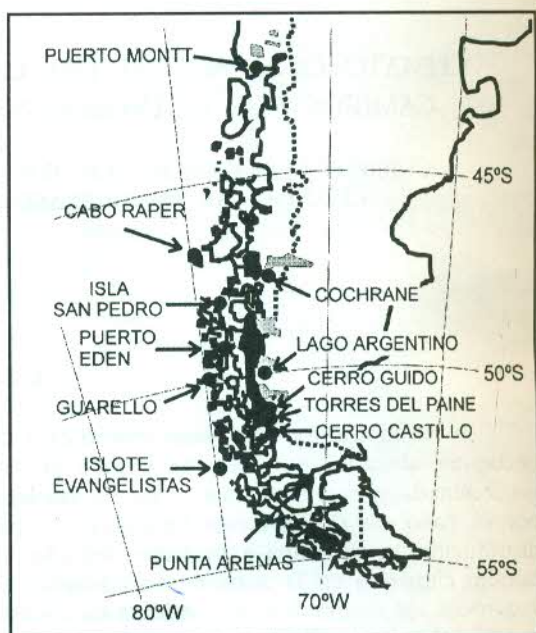 PUERTO MONTT
45ºS
CABO RAPER
ISLA
SAN PEDRO
COCHRANE
PUERTO
EDEN
LAGO ARGENTINO
50ºS
CERRO GUIDO
GUARELLO
TORRES DEL PAINE
CERRO CASTILLO
ISLOTE
EVANGELISTAS
PUNTA ARENAS
55ºS
80ºW
70ºW